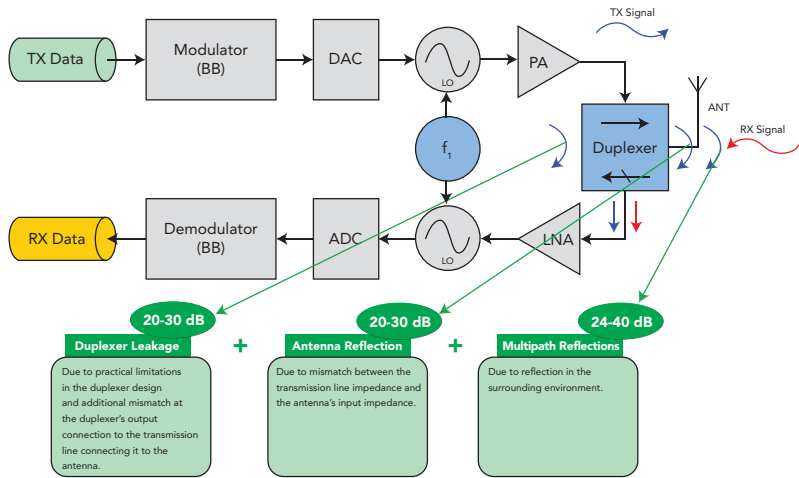 TX Signal
TX Data
Modulator
(BB)
DAC
LO
PA
ANT
RX Signal
f1
Duplexer
RX Data
Demodulator
(BB)
ADC
LO
LNA
20-30 dB
20-30 dB
24-40 dB
Duplexer Leakage
+
Antenna Reflection
+
Multipath Reflections
Due to practical limitations
in the duplexer design
and additional mismatch at
the duplexer's output
connection to the transmission
line connecting it to the
antenna.
Due to mismatch between the
transmission line impedance and
the antenna's input impedance.
Due to reflection in the
surrounding environment.